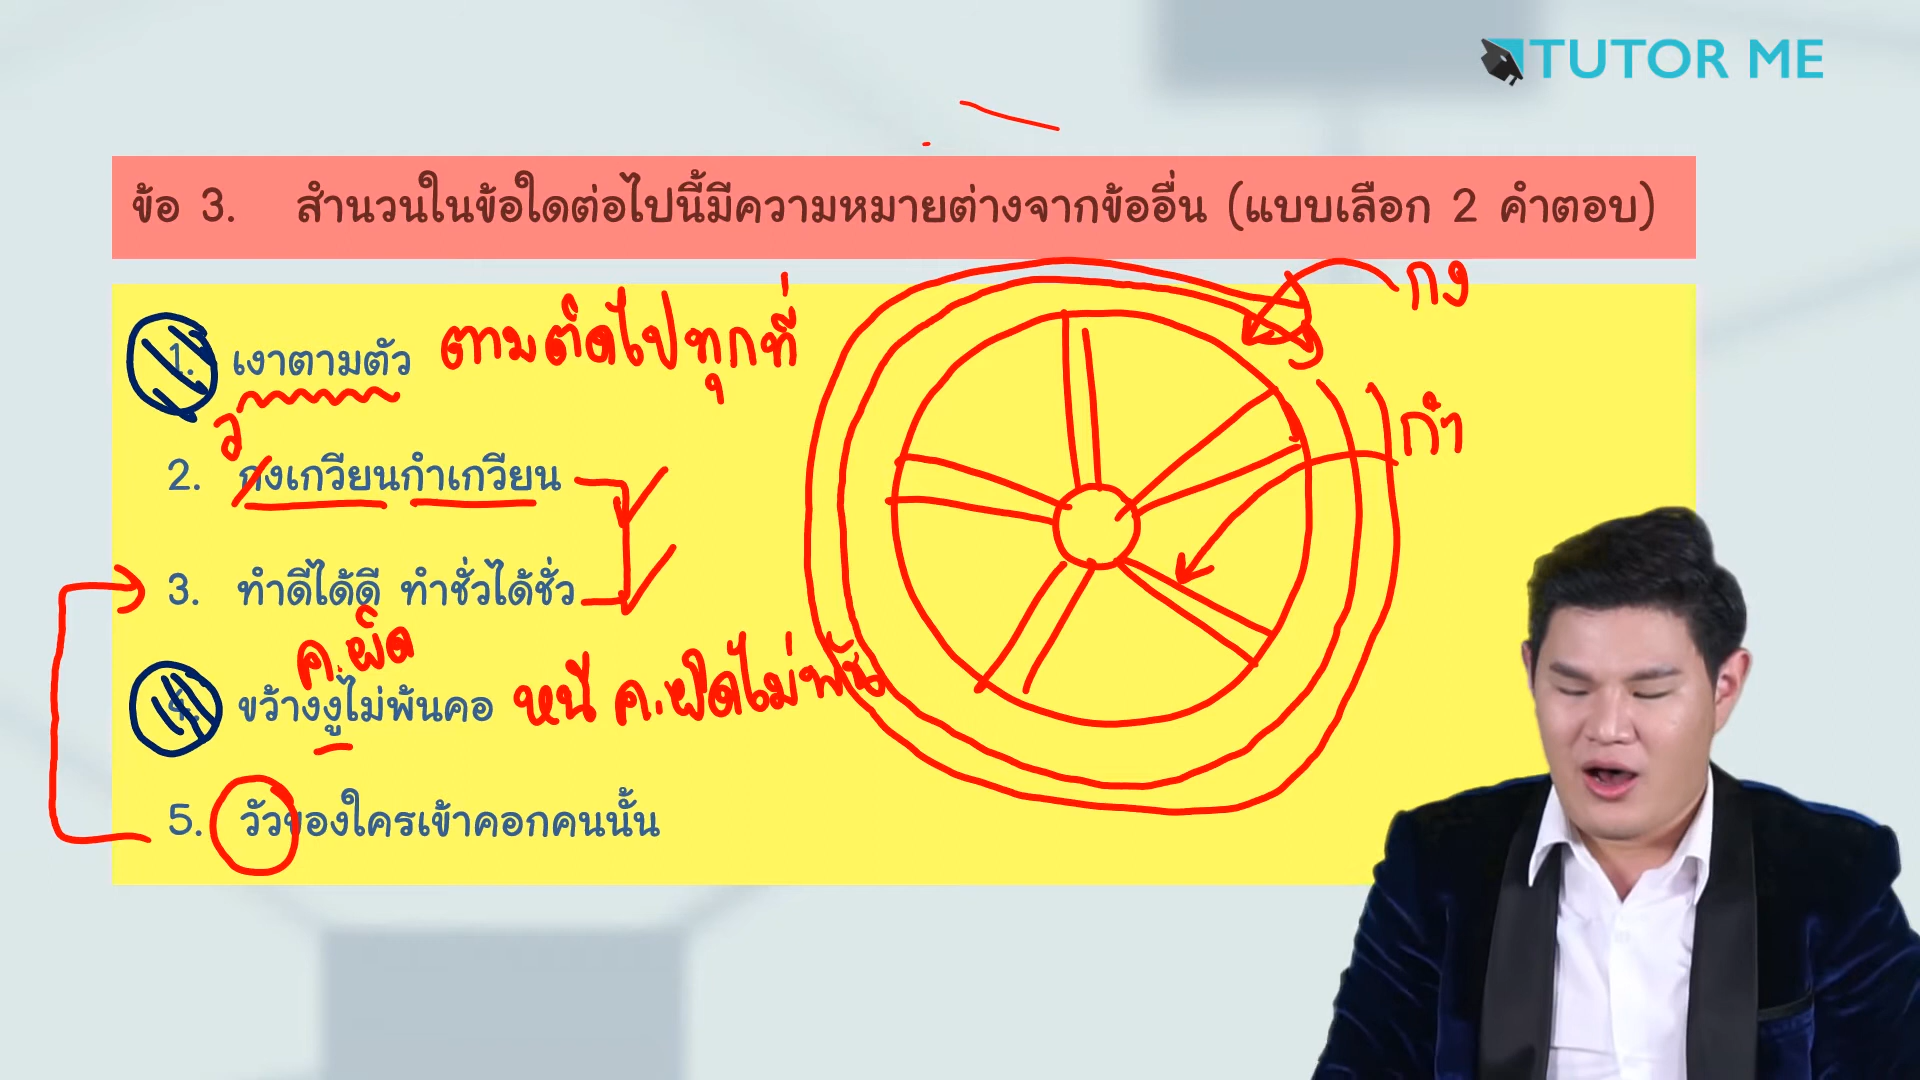 TUTOR ME
ข้อ 3. สำนวนในข้อใดต่อไปนี้มีความหมายต่างจากข้ออื่น (แบบเลือก 2 คำตอบ)
กง
1. เงาตามตัว ตามติดไปทุกที่
กำ
2. กงเกวียนกำเกวียน
3. ทำดีได้ดี ทำชั่วได้ชั่ว
ค.ผิด
4. ขว้างงูไม่พ้นคอ หนี ค.ผิดไม่พ้น
5. วัวของใครเข้าคอกคนนั้น